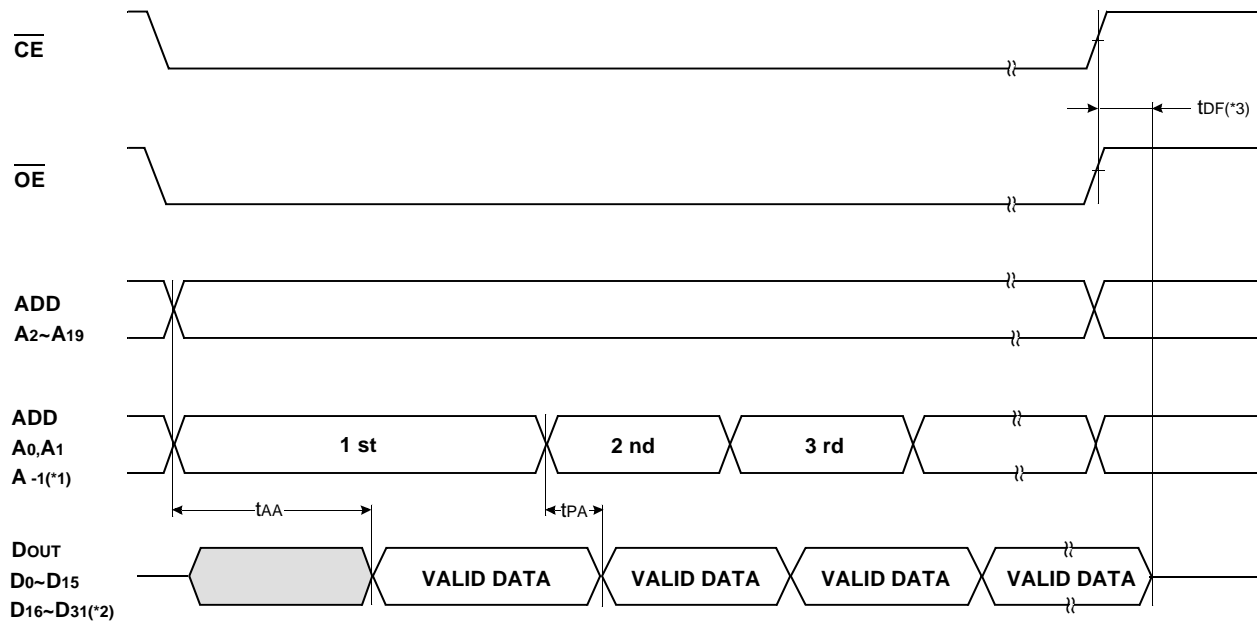 CE
tDF(*3)
OE
ADD
A2~A19
ADD
A0,A1
A -1(*1)
1 st
2 nd
3 rd
tAA
tPA
DOUT
D0~D15
D16~D31(*2)
VALID DATA
VALID DATA
VALID DATA
VALID DATA